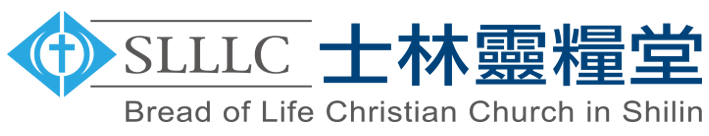 SLLLC 士林靈糧堂
Bread of Life Christian Church in Shilin